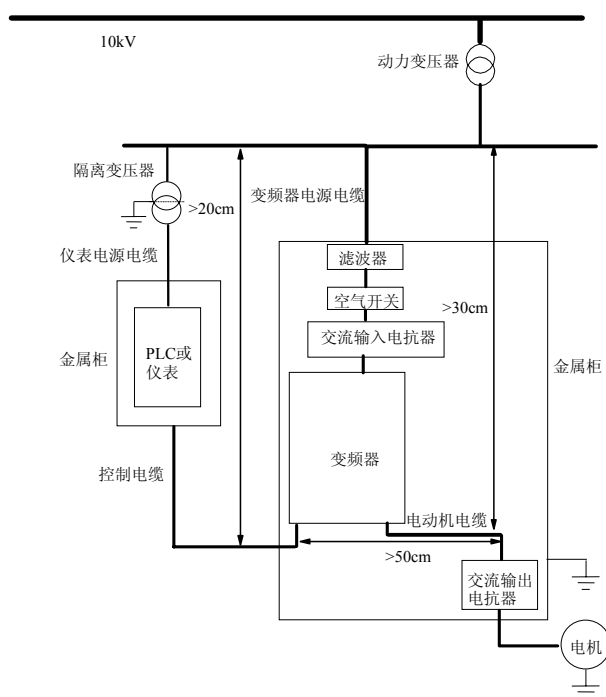 10kV
动力变压器
隔离变压器
>20cm
变频器电源电缆
仪表电源电缆
滤波器
空气开关
>30cm
交流输入电抗器
金属柜
PLC或
仪表
金属柜
变频器
控制电缆
电动机电缆
>50cm
交流输出
电抗器
电机